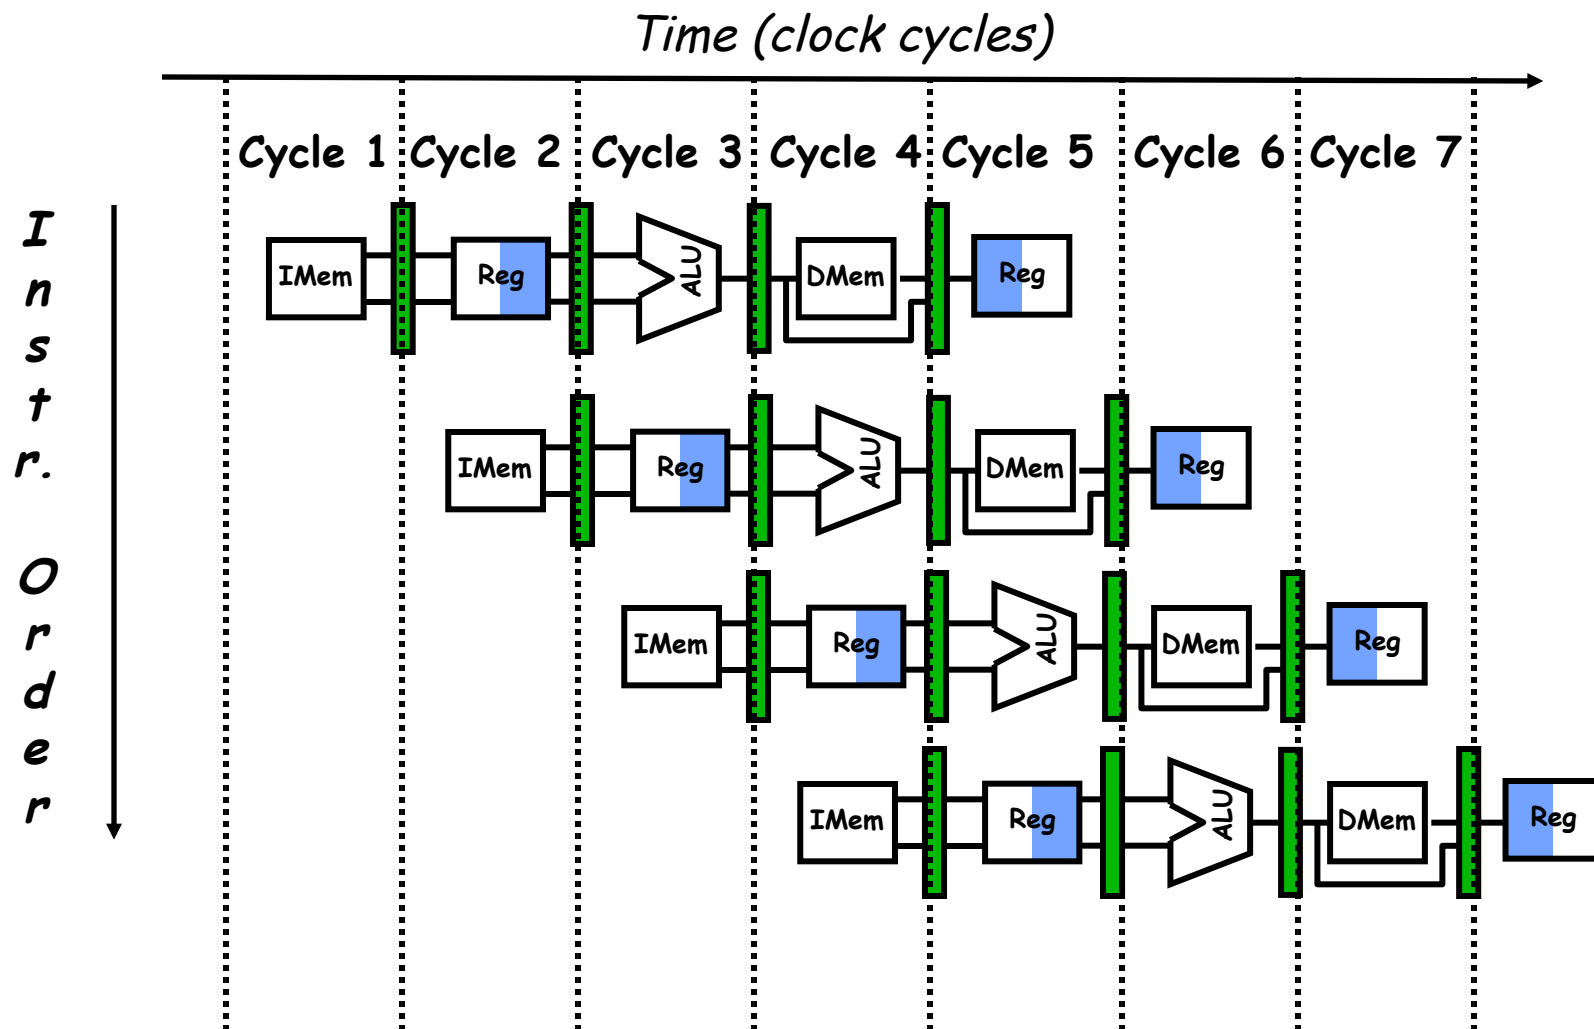 Time (clock cycles)
Cycle 1 Cycle 2 Cycle 3 Cycle 4 Cycle 5 Cycle 6 Cycle 7
Instr. Order
IMem Reg ALU DMem Reg
IMem Reg ALU DMem Reg
IMem Reg ALU DMem Reg
IMem Reg ALU DMem Reg